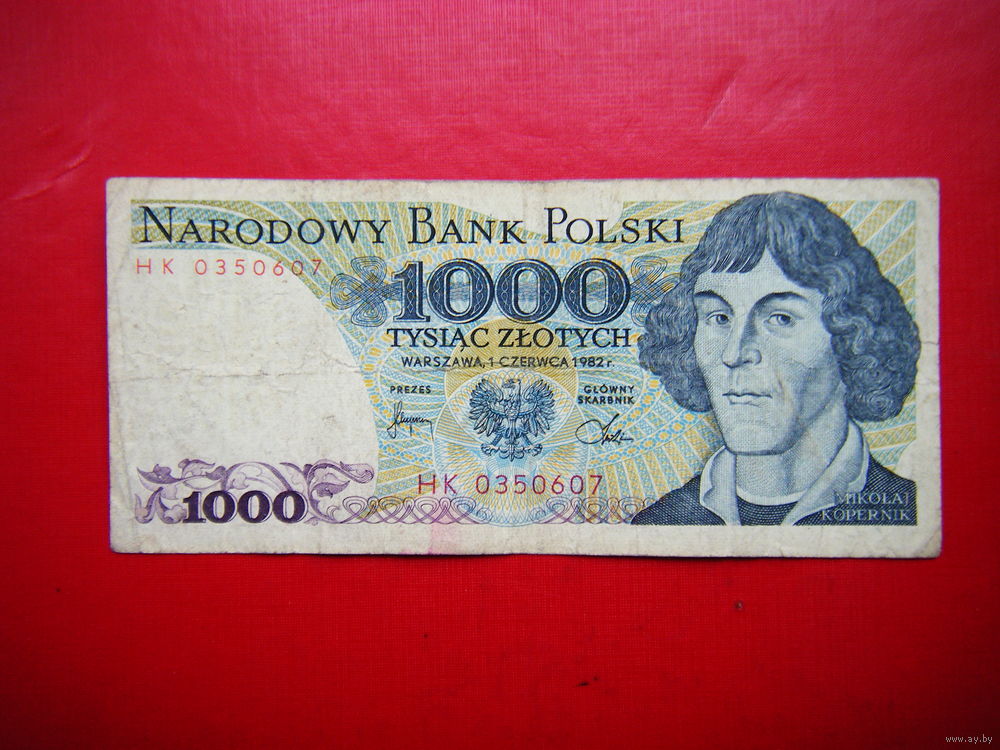 NARODOWY BANK POLSKI
HK 0350607
1000
TYSIĄC ZŁOTYCH
WARSZAWA, 1 CZERWCA 1982 r.
PREZES
GŁÓWNY
SKARBNIK
HK 0350607
1000
MIKOŁAJ
KOPERNIK
www.ay.by